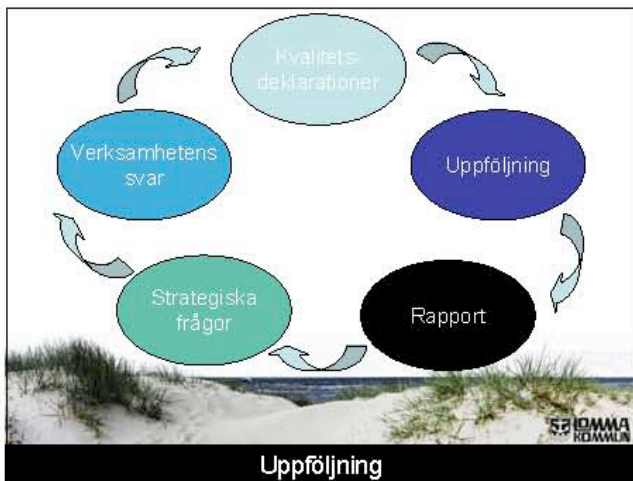 Kvalitets-
deklarationer
Uppföljning
Rapport
Strategiska
frågor
Verksamhetens
svar
LOMMA
KOMMUN
Uppföljning